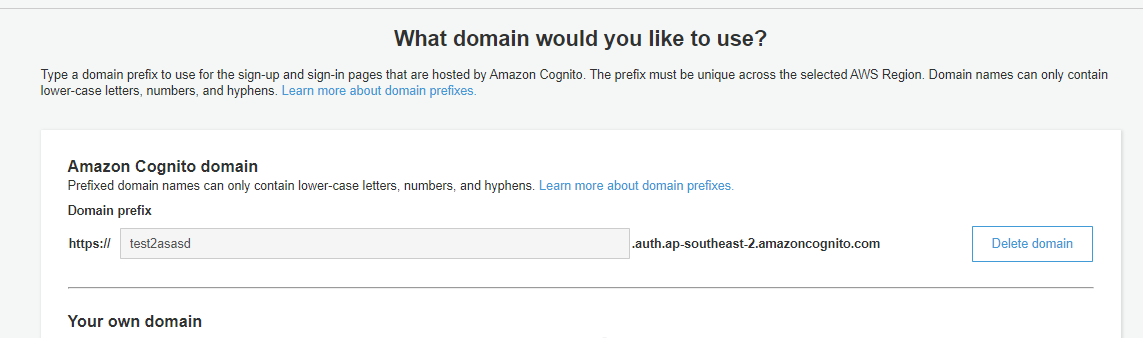 What domain would you like to use?
Type a domain prefix to use for the sign-up and sign-in pages that are hosted by Amazon Cognito. The prefix must be unique across the selected AWS Region. Domain names can only contain
lower-case letters, numbers, and hyphens. Learn more about domain prefixes.
Amazon Cognito domain
Prefixed domain names can only contain lower-case letters, numbers, and hyphens. Learn more about domain prefixes.
Domain prefix
https:// test2asasd .auth.ap-southeast-2.amazoncognito.com Delete domain
Your own domain